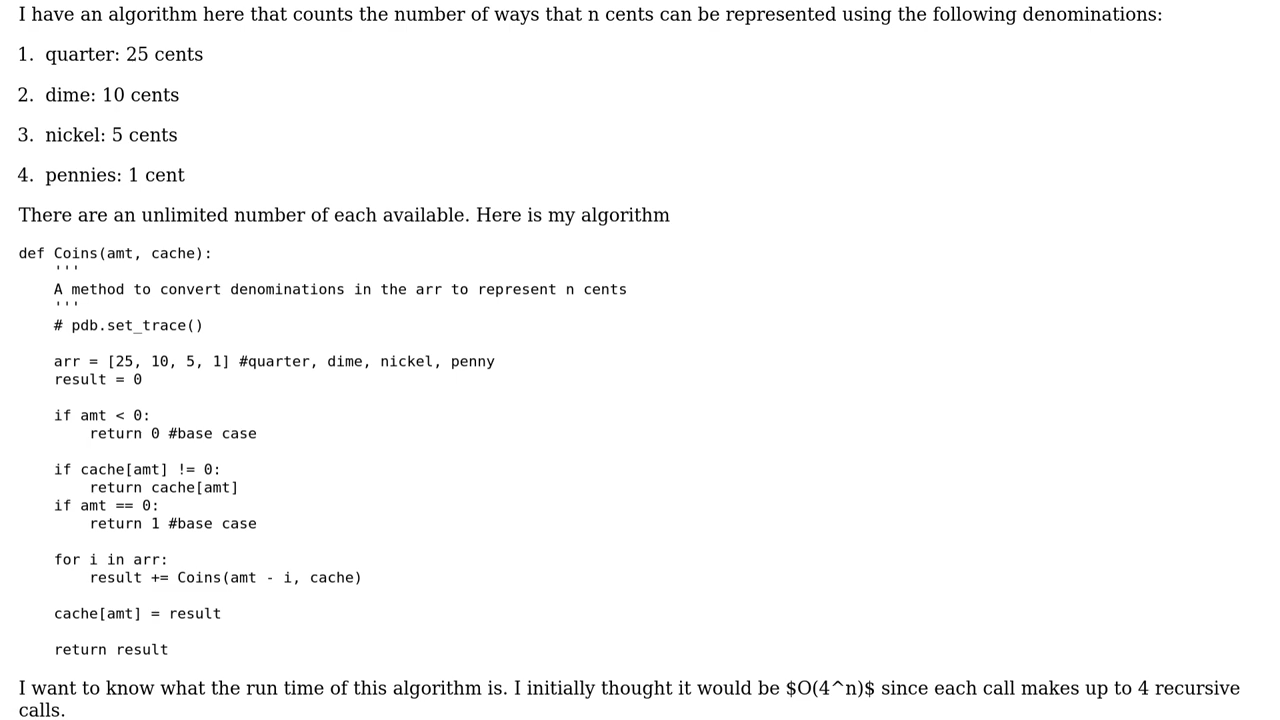 I have an algorithm here that counts the number of ways that n cents can be represented using the following denominations:
1. quarter: 25 cents
2. dime: 10 cents
3. nickel: 5 cents
4. pennies: 1 cent
There are an unlimited number of each available. Here is my algorithm
def Coins(amt, cache):
    '''
    A method to convert denominations in the arr to represent n cents
    '''
    # pdb.set_trace()
    arr = [25, 10, 5, 1] #quarter, dime, nickel, penny
    result = 0
    if amt < 0:
        return 0 #base case
    if cache[amt] != 0:
        return cache[amt]
    if amt == 0:
        return 1 #base case
    for i in arr:
        result += Coins(amt - i, cache)
    cache[amt] = result
    return result
I want to know what the run time of this algorithm is. I initially thought it would be $O(4^n)$ since each call makes up to 4 recursive
calls.